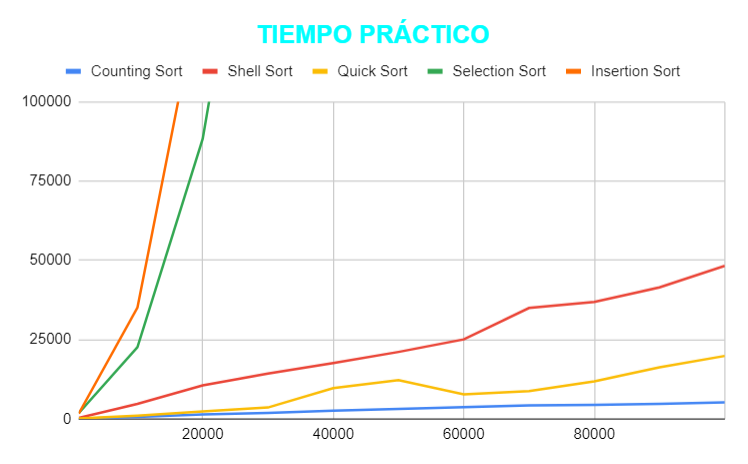 TIEMPO PRÁCTICO
Counting Sort Shell Sort Quick Sort Selection Sort Insertion Sort
100000
75000
50000
25000
0
20000 40000 60000 80000